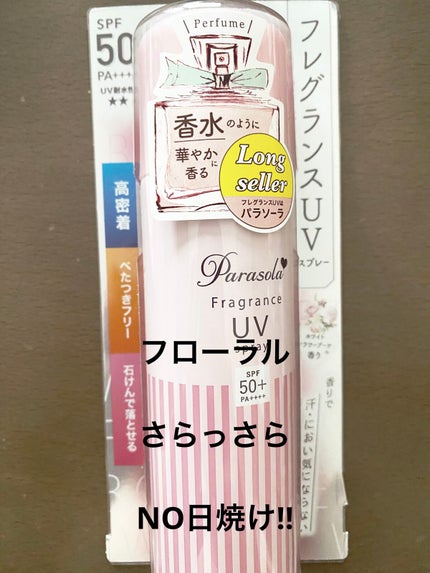 SPF
50
PA++++
UV耐水性
★★
高密着
べたつきフリー
石けんで落とせる
Perfume
香水のように
華やかに
香る
Long
seller
フレグランスUVは
パラソーラ
フレグランスUV
スプレー
Parasola
Fragrance
UV
spray
SPF
50+
PA++++
ホワイト
フラワーブーケの
香り
香りで
汗・におい気にならない
フローラル
さらっさら
NO日焼け!!